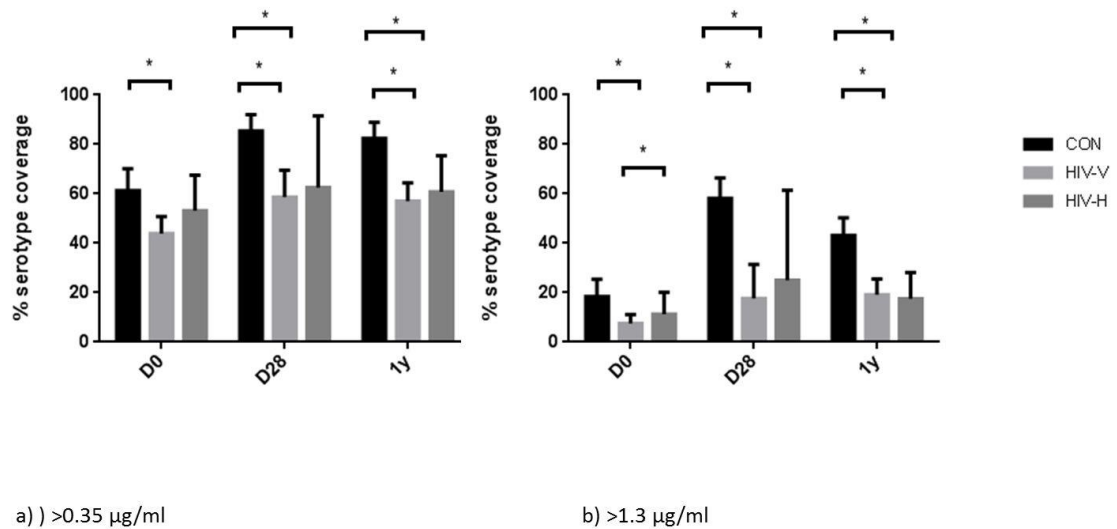 * * *
* * *
100
80
60
40
20
0
% serotype coverage
D0 D28 1y
* *
* * *
*
100
80
60
40
20
0
% serotype coverage
D0 D28 1y
CON
HIV-V
HIV-H
a) ) >0.35 µg/ml
b) >1.3 µg/ml